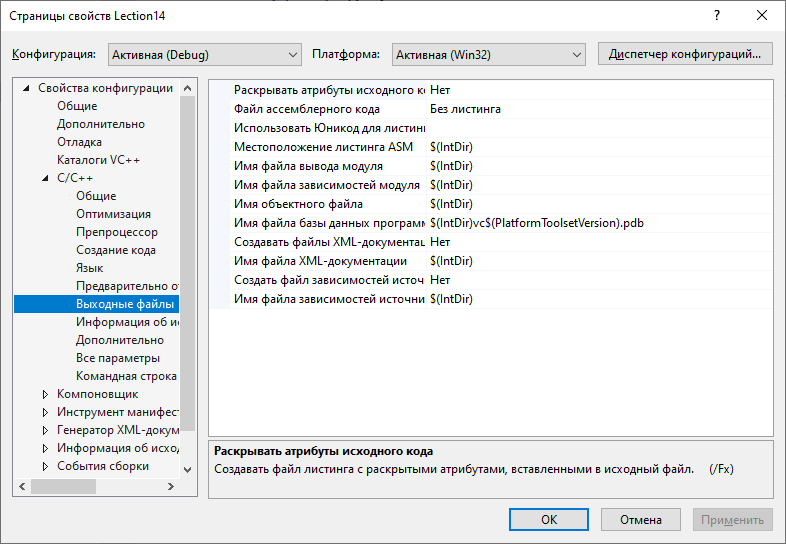 Страницы свойств Lection14
Конфигурация: Активная (Debug) Платформа: Активная (Win32) Диспетчер конфигураций...
Свойства конфигурации
Общие
Дополнительно
Отладка
Каталоги VC++
C/C++
Общие
Оптимизация
Препроцессор
Создание кода
Язык
Предварительно от
Выходные файлы
Информация об ис
Дополнительно
Все параметры
Командная строка
Компоновщик
Инструмент манифест
Генератор XML-докум
Информация об исход
События сборки
Раскрывать атрибуты исходного к Нет
Файл ассемблерного кода Без листинга
Использовать Юникод для листин
Местоположение листинга ASM $(IntDir)
Имя файла вывода модуля $(IntDir)
Имя файла зависимостей модуля $(IntDir)
Имя объектного файла $(IntDir)
Имя файла базы данных програм $(IntDir)vc$(PlatformToolsetVersion).pdb
Создавать файлы XML-документац Нет
Имя файла XML-документации $(IntDir)
Создать файл зависимостей источ Нет
Имя файла зависимостей источни $(IntDir)
Раскрывать атрибуты исходного кода
Создавать файл листинга с раскрытыми атрибутами, вставленными в исходный файл. (/Fx)
ОК Отмена Применить